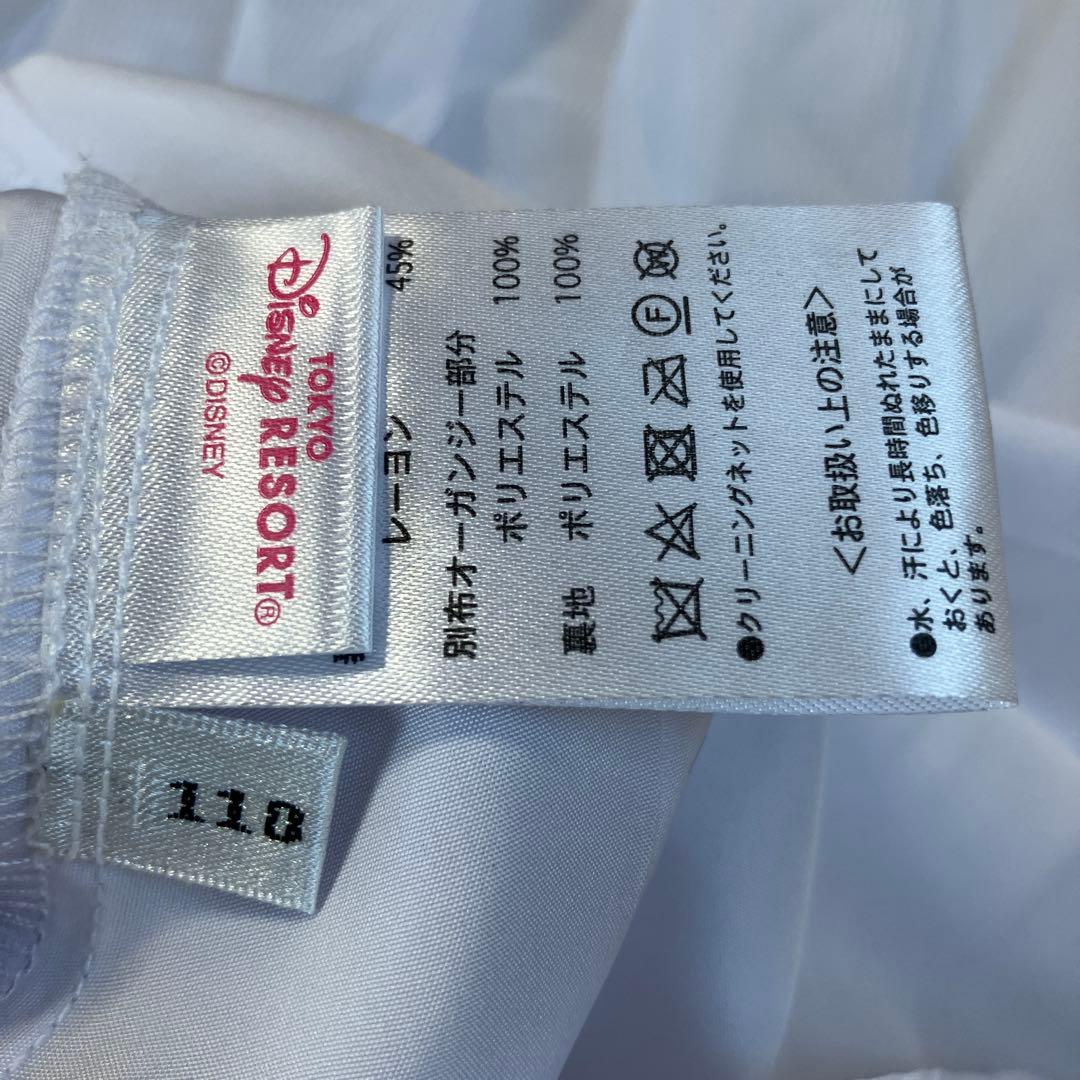 TOKYO
Disney RESORT®
©DISNEY
レーヨン 45%
別布オーガンジー部分
ポリエステル 100%
裏地 ポリエステル 100%
F W
●クリーニングネットを使用してください。
<お取扱い上の注意>
●水、汗により長時間ぬれたままにして
おくと、色落ち、色移りする場合が
あります。
110